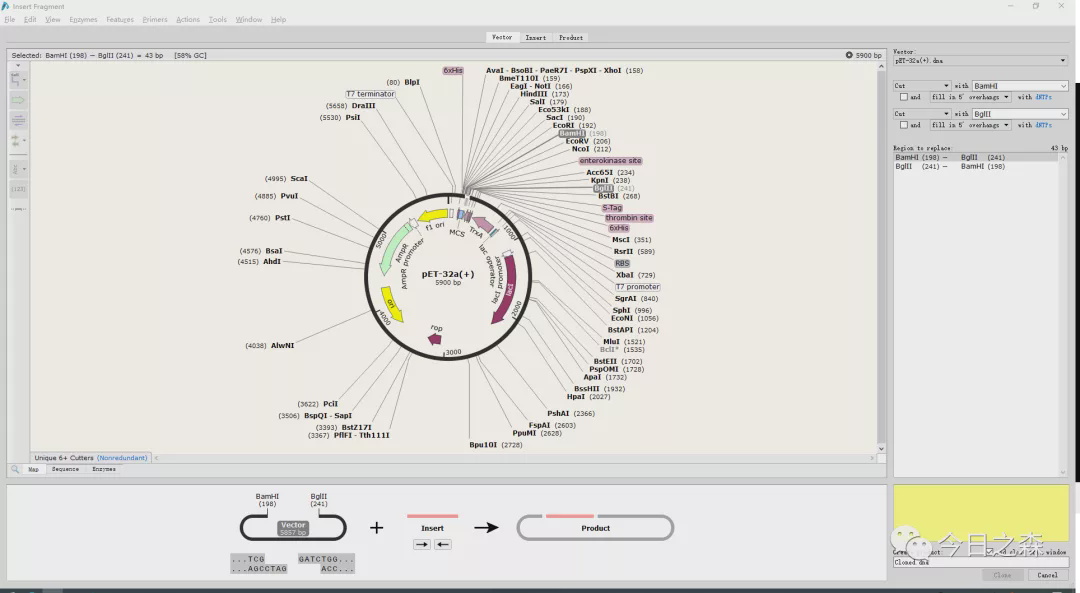 Insert Fragment
File Edit View Enzymes Features Primers Actions Tools Window Help
Vector Insert Product
Selected: BamHI (198) — BglII (241) = 43 bp [58% GC]
5900 bp
6xHis
(80) BlpI
T7 terminator
(5658) DraIII
(5530) PsiI
(4995) ScaI
(4885) PvuI
(4760) PstI
(4576) BsaI
(4515) AhdI
(4038) AlwNI
(3622) PciI
(3506) BspQI - SapI
(3393) BstZ17I
(3367) PflFI - Tth111I
AvaI - BsoBI - PaeR7I - PspXI - XhoI (158)
BmeT110I (159)
EagI - NotI (166)
HindIII (173)
SalI (179)
Eco53kI (188)
SacI (190)
EcoRI (192)
BamHI (198)
EcoRV (206)
NcoI (212)
enterokinase site
Acc65I (234)
KpnI (238)
BglII (241)
BstBI (268)
S-Tag
thrombin site
6xHis
MscI (351)
RsrII (589)
RBS
XbaI (729)
T7 promoter
SgrAI (840)
SphI (996)
EcoNI (1056)
BstAPI (1204)
MluI (1521)
BclI* (1535)
BstEII (1702)
PspOMI (1728)
ApaI (1732)
BssHII (1932)
HpaI (2027)
PshAI (2366)
FspAI (2603)
PpuMI (2628)
Bpu10I (2728)
f1 ori
MCS
TrxA
lac operator
lacI promoter
lacI
AmpR
AmpR promoter
ori
rop
1000
2000
3000
4000
5000
pET-32a(+)
5900 bp
Unique 6+ Cutters (Nonredundant)
Map Sequence Enzymes
Vector:
pET-32a(+).dna
Cut with BamHI
and fill in 5' overhangs with dNTPs
Cut with BglII
and fill in 5' overhangs with dNTPs
Region to replace: 43 bp
BamHI (198) — BglII (241)
BglII (241) — BamHI (198)
BamHI
(198)
BglII
(241)
Vector
5857 bp
+
Insert
Product
...TCG GATCTGG...
...AGCCTAG ACC...
今日之森
window
Cloned.dna
Clone Cancel